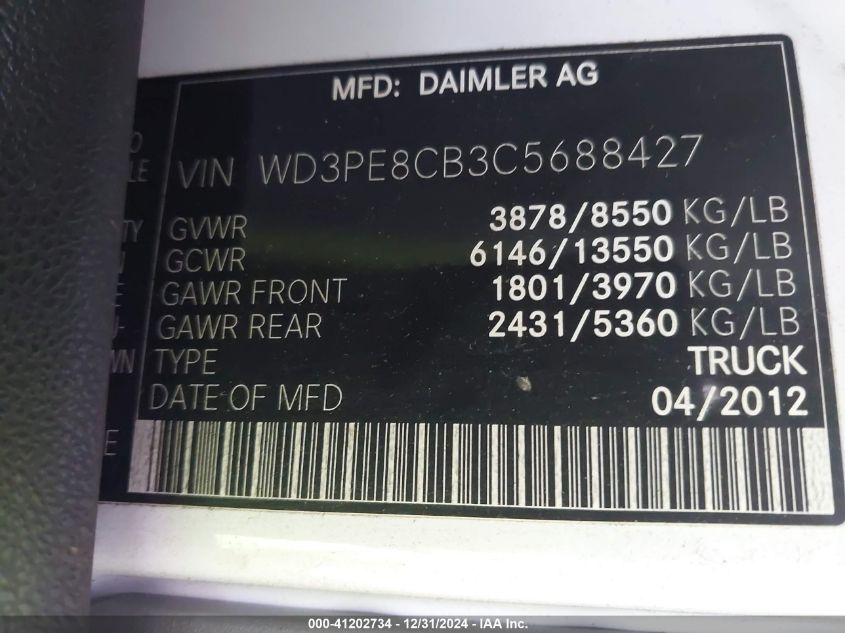 MFD: DAIMLER AG
VIN WD3PE8CB3C5688427
GVWR 3878/8550 KG/LB
GCWR 6146/13550 KG/LB
GAWR FRONT 1801/3970 KG/LB
GAWR REAR 2431/5360 KG/LB
TYPE TRUCK
DATE OF MFD 04/2012
000-41202734 - 12/31/2024 - IAA Inc.